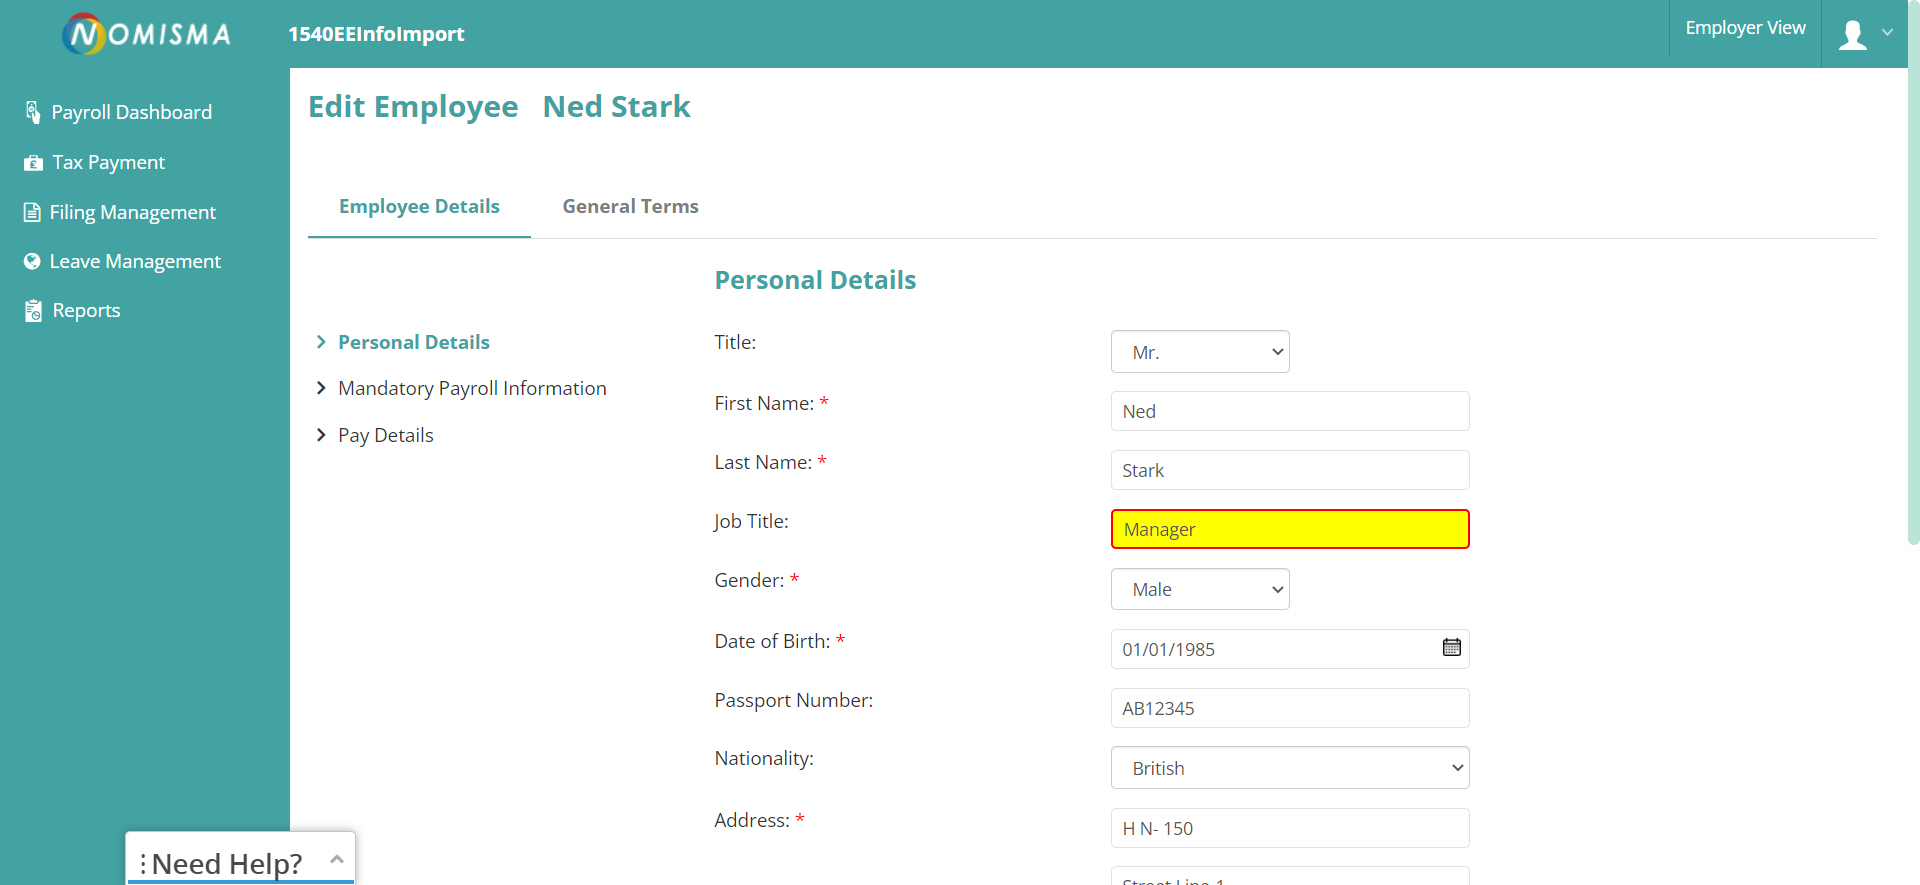 NOMISMA
1540EEInfoImport
Employer View
Payroll Dashboard
Tax Payment
Filing Management
Leave Management
Reports
Edit Employee Ned Stark
Employee Details
General Terms
Personal Details
Mandatory Payroll Information
Pay Details
Personal Details
Title:
Mr.
First Name: *
Ned
Last Name: *
Stark
Job Title:
Manager
Gender: *
Male
Date of Birth: *
01/01/1985
Passport Number:
AB12345
Nationality:
British
Address: *
H N- 150
Street Line 1
Need Help?